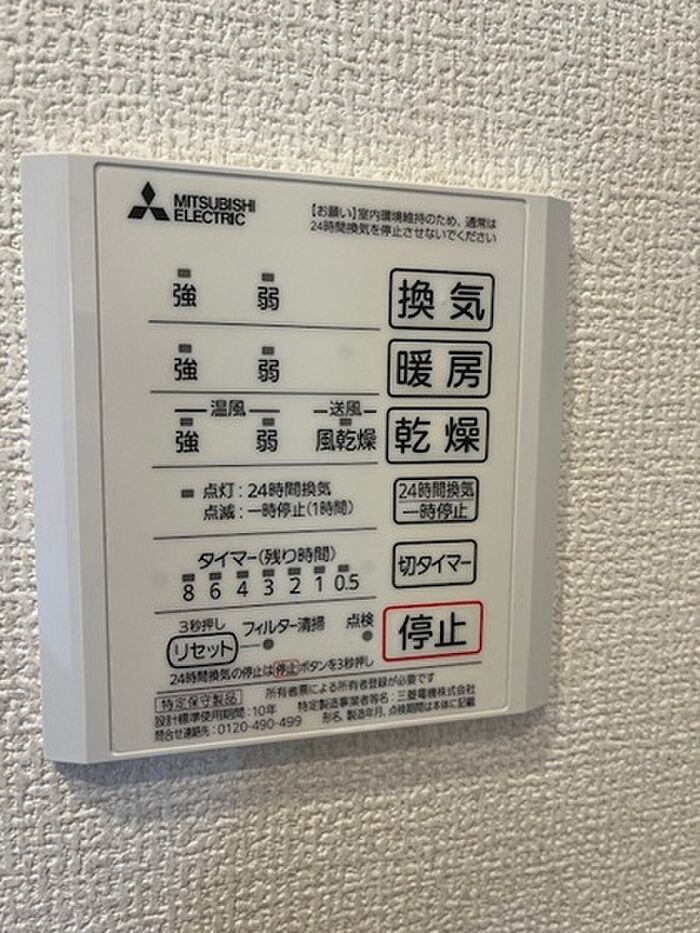 MITSUBISHI
ELECTRIC
【お願い】室内環境維持のため、通常は
24時間換気を停止させないでください
強 弱 換気
強 弱 暖房
温風 送風
強 弱 風乾燥 乾燥
点灯:24時間換気
点滅:一時停止(1時間)
24時間換気
一時停止
タイマー(残り時間)
8 6 4 3 2 1 0.5
切タイマー
3秒押し
リセット フィルター清掃 点検
停止
24時間換気の停止は停止ボタンを3秒押し
特定保守製品 所有者票による所有者登録が必要です
設計標準使用期間:10年 特定製造事業者等名:三菱電機株式会社
問合せ連絡先:0120-490-499 形名、製造年月、点検期間は本体に記載